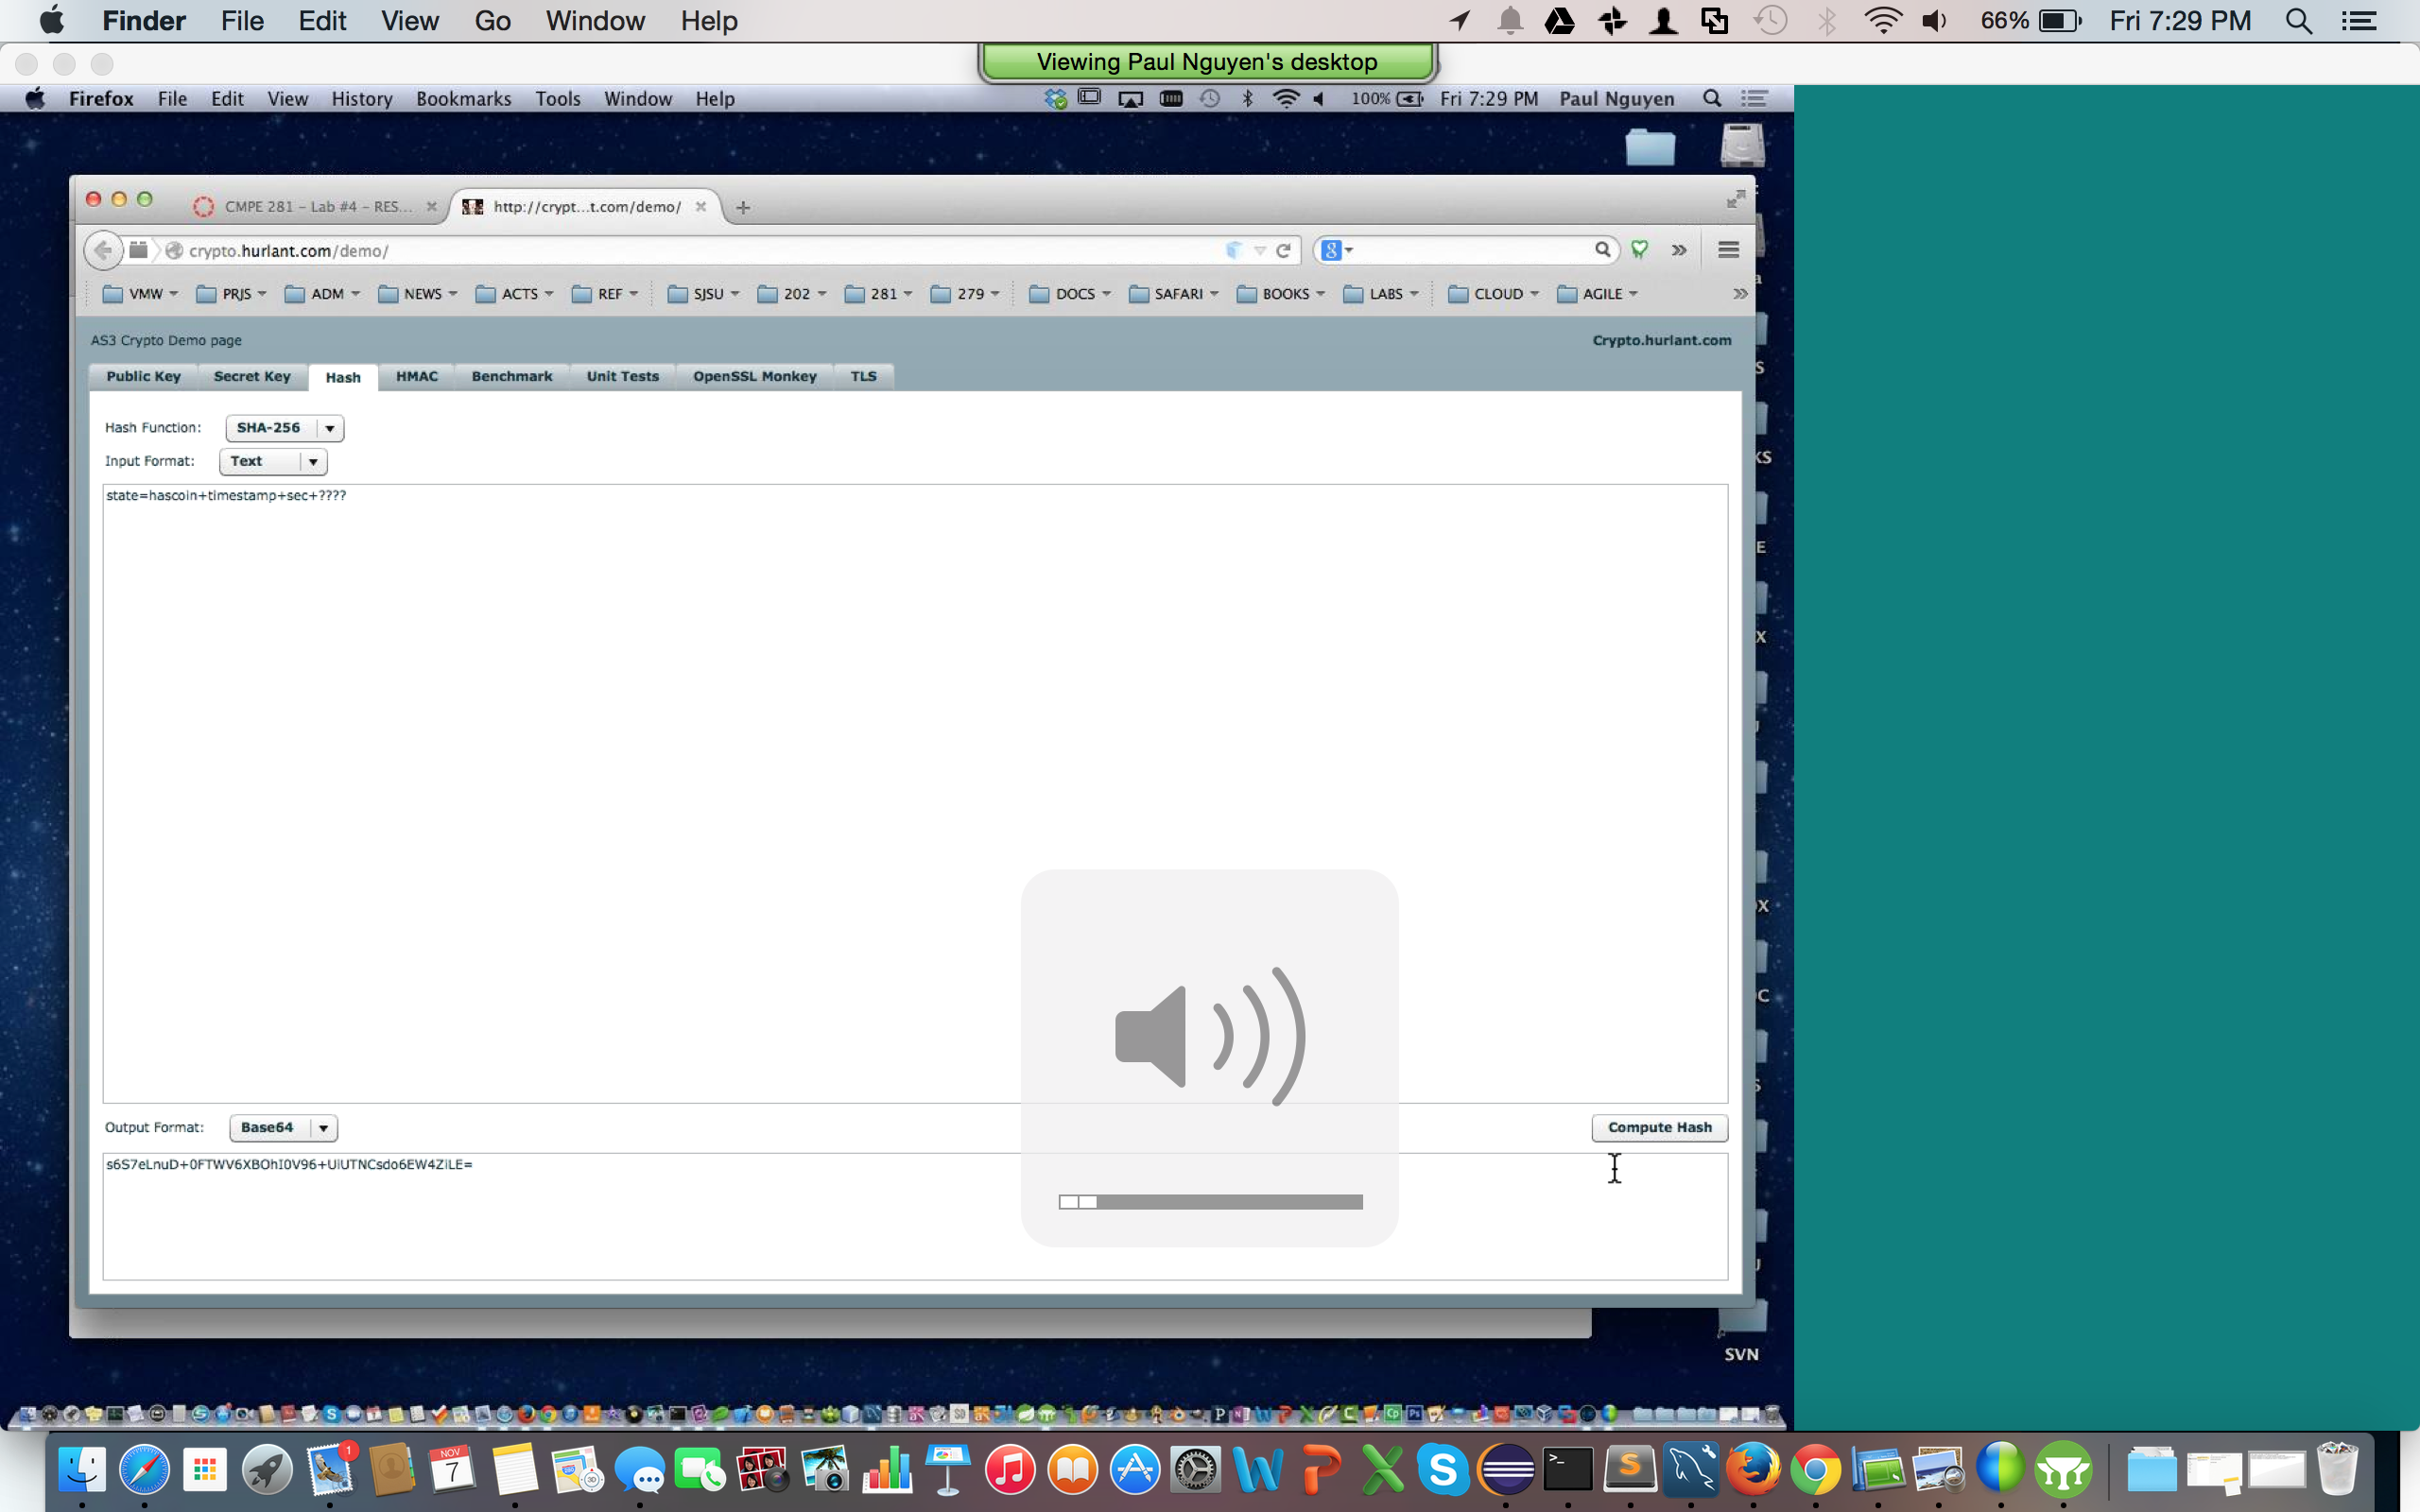 Finder File Edit View Go Window Help 66% Fri 7:29 PM
Viewing Paul Nguyen's desktop
Firefox File Edit View History Bookmarks Tools Window Help 100% Fri 7:29 PM Paul Nguyen
CMPE 281 – Lab #4 – RES... http://crypt...t.com/demo/
crypto.hurlant.com/demo/
VMW PRJS ADM NEWS ACTS REF SJSU 202 281 279 DOCS SAFARI BOOKS LABS CLOUD AGILE
AS3 Crypto Demo page Crypto.hurlant.com
Public Key Secret Key Hash HMAC Benchmark Unit Tests OpenSSL Monkey TLS
Hash Function: SHA-256
Input Format: Text
state=hascoin+timestamp+sec+????
Output Format: Base64 Compute Hash
s6S7eLnuD+0FTWV6XBOhI0V96+UiUTNCsdo6EW4ZiLE=
SVN
NOV
7
1